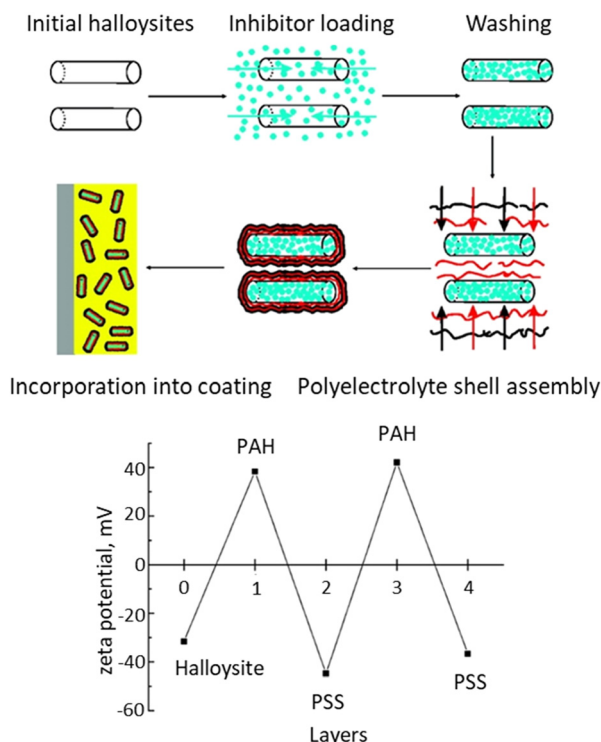 Initial halloysites
Inhibitor loading
Washing
Incorporation into coating
Polyelectrolyte shell assembly
zeta potential, mV
40
20
0
-20
-40
-60
0
1
2
3
4
Halloysite
PAH
PSS
PAH
PSS
Layers